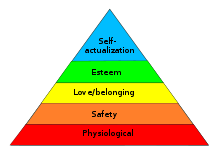 Self-
actualization
Esteem
Love/belonging
Safety
Physiological